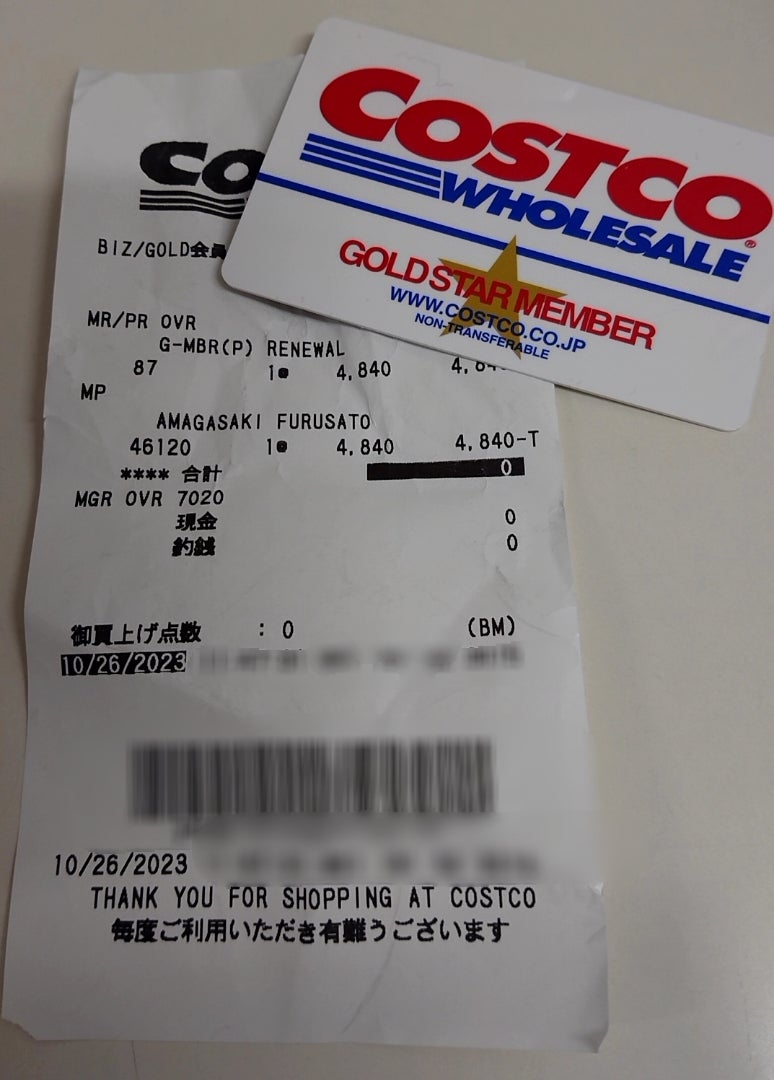 CO
BIZ/GOLD会員
COSTCO
WHOLESALE
GOLD STAR MEMBER
WWW.COSTCO.CO.JP
NON-TRANSFERABLE
MR/PR OVR
G-MBR(P) RENEWAL
87 1@ 4,840 4,840
MP
AMAGASAKI FURUSATO
46120 1@ 4,840 4,840-T
**** 合計 0
MGR OVR 7020
現金 0
釣銭 0
御買上げ点数 : 0 (BM)
10/26/2023
10/26/2023
THANK YOU FOR SHOPPING AT COSTCO
毎度ご利用いただき有難うございます